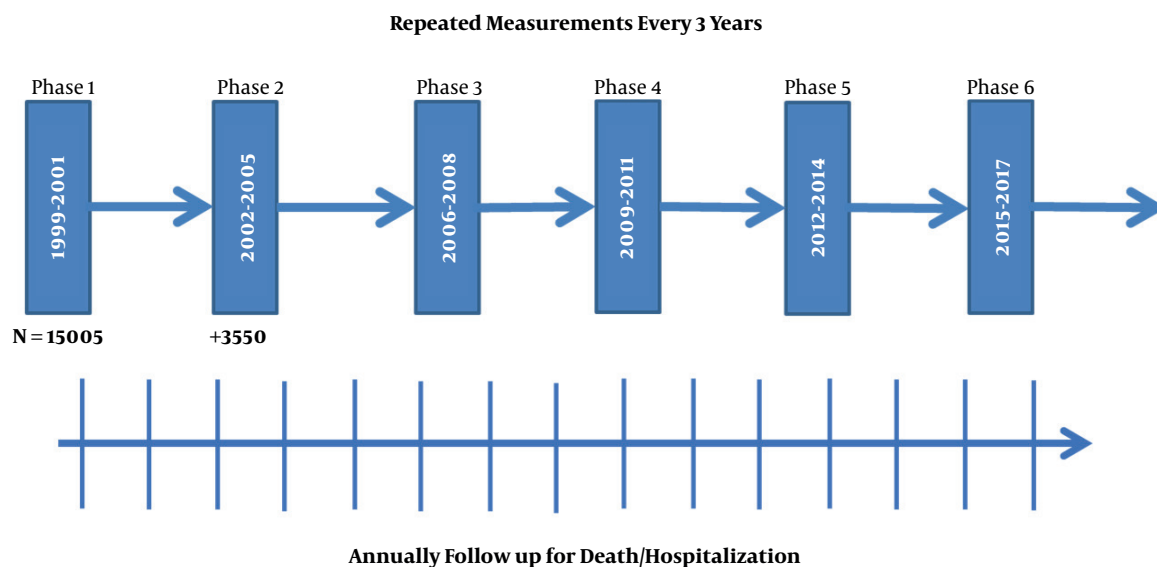 Repeated Measurements Every 3 Years
Phase 1 Phase 2 Phase 3 Phase 4 Phase 5 Phase 6
1999-2001 2002-2005 2006-2008 2009-2011 2012-2014 2015-2017
N = 15005 +3550
Annually Follow up for Death/Hospitalization